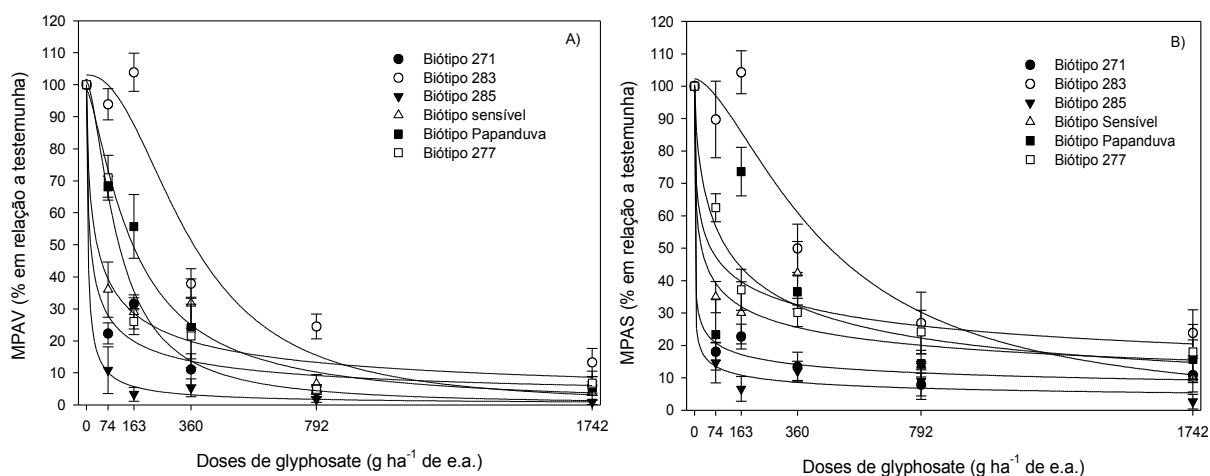 A)
MPAV (% em relação a testemunha)
120
110
100
90
80
70
60
50
40
30
20
10
0
Biótipo 271
Biótipo 283
Biótipo 285
Biótipo sensível
Biótipo Papanduva
Biótipo 277
0 74 163 360 792 1742
Doses de glyphosate (g ha⁻¹ de e.a.)
B)
MPAS (% em relação a testemunha)
120
110
100
90
80
70
60
50
40
30
20
10
0
Biótipo 271
Biótipo 283
Biótipo 285
Biótipo Sensível
Biótipo Papanduva
Biótipo 277
0 74 163 360 792 1742
Doses de glyphosate (g ha⁻¹ de e.a.)